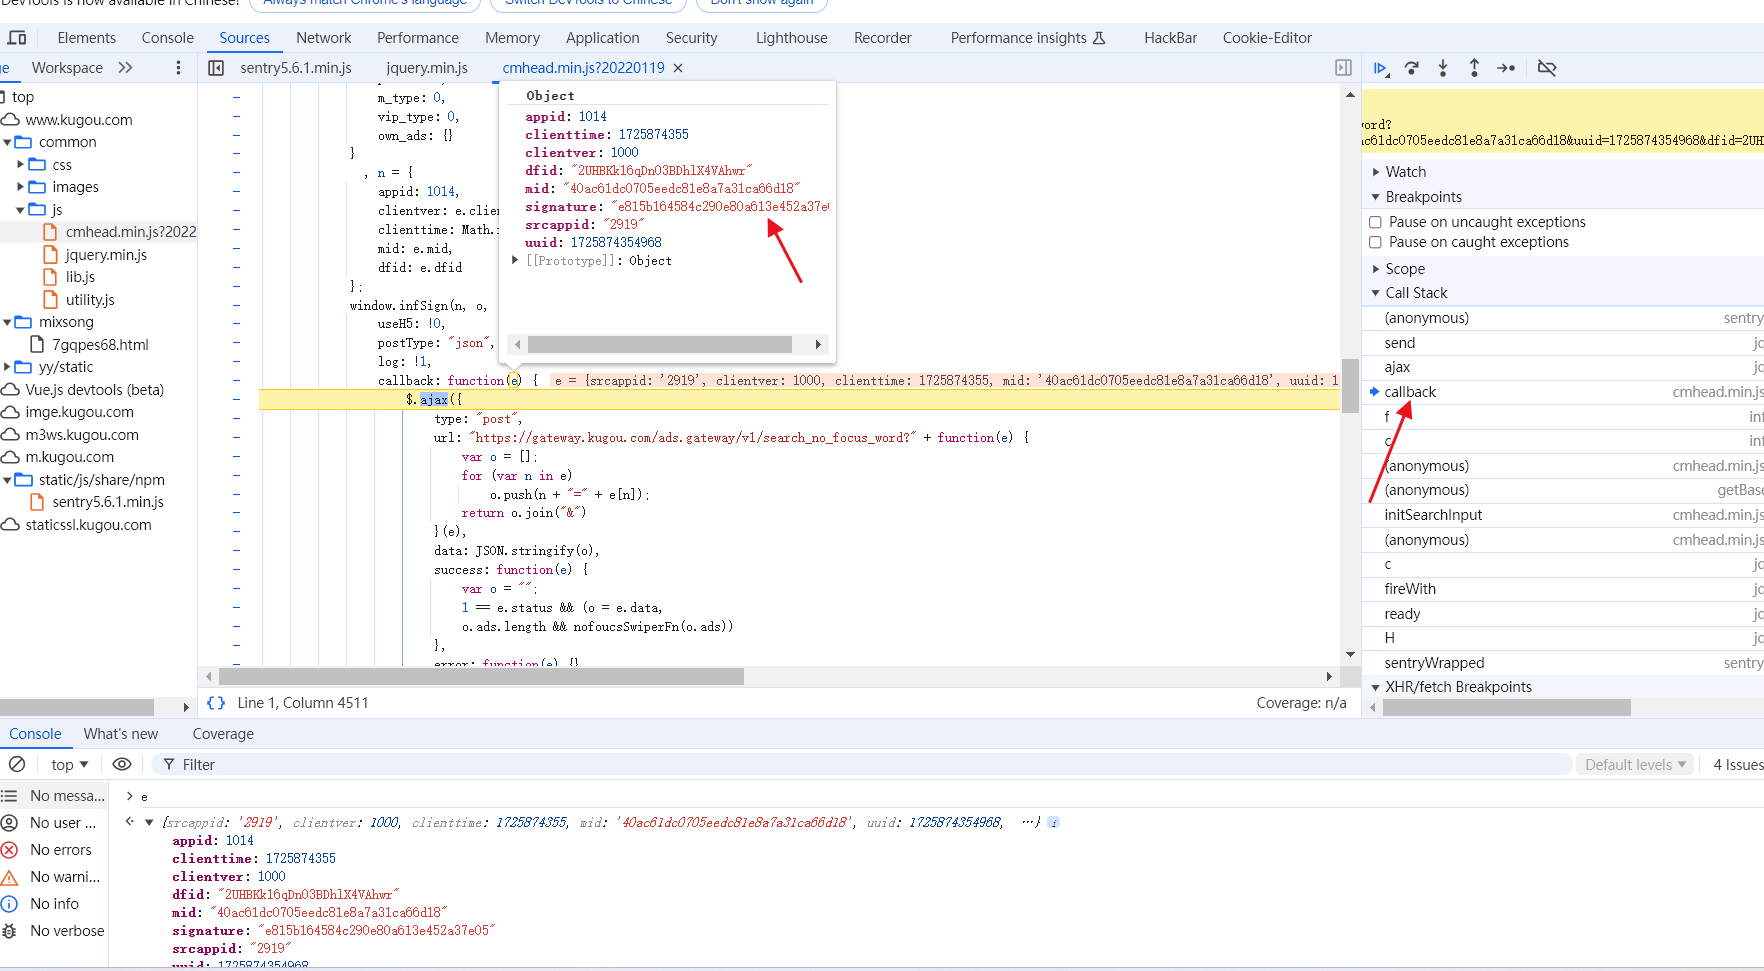 DevTools is now available in Chinese!
Always match Chrome's language
Switch DevTools to Chinese
Don't show again
Elements
Console
Sources
Network
Performance
Memory
Application
Security
Lighthouse
Recorder
Performance insights
HackBar
Cookie-Editor
Workspace
sentry5.6.1.min.js
jquery.min.js
cmhead.min.js?20220119
top
www.kugou.com
common
css
images
js
cmhead.min.js?2022
jquery.min.js
lib.js
utility.js
mixsong
7gqpes68.html
yy/static
Vue.js devtools (beta)
imge.kugou.com
m3ws.kugou.com
m.kugou.com
static/js/share/npm
sentry5.6.1.min.js
staticssl.kugou.com
m_type: 0,
vip_type: 0,
own_ads: {}
}
, n = {
appid: 1014,
clientver: e.clien
clienttime: Math.
mid: e.mid,
dfid: e.dfid
};
window.infSign(n, o,
useH5: !0,
postType: "json",
log: !1,
callback: function(e) {
e = {srcappid: '2919', clientver: 1000, clienttime: 1725874355, mid: '40ac61dc0705eedc81e8a7a31ca66d18', uuid: 1
$.ajax({
type: "post",
url: "https://gateway.kugou.com/ads.gateway/v1/search_no_focus_word?" + function(e) {
var o = [];
for (var n in e)
o.push(n + "=" + e[n]);
return o.join("&")
}(e),
data: JSON.stringify(o),
success: function(e) {
var o = "";
1 == e.status && (o = e.data,
o.ads.length && nofoucsSwiperFn(o.ads))
},
error: function(e) {}
Object
appid: 1014
clienttime: 1725874355
clientver: 1000
dfid: "2UHBKk16qDnO3BDhlX4VAhwr"
mid: "40ac61dc0705eedc81e8a7a31ca66d18"
signature: "e815b164584c290e80a613e452a37e
srcappid: "2919"
uuid: 1725874354968
[[Prototype]]: Object
{} Line 1, Column 4511
Coverage: n/a
word?
ac61dc0705eedc81e8a7a31ca66d18&uuid=1725874354968&dfid=2UH
Watch
Breakpoints
Pause on uncaught exceptions
Pause on caught exceptions
Scope
Call Stack
(anonymous) sentry
send jq
ajax jq
callback cmhead.min.js
f inf
c inf
(anonymous) cmhead.min.js
(anonymous) getBase
initSearchInput cmhead.min.js
(anonymous) cmhead.min.js
c jq
fireWith jq
ready jq
H jq
sentryWrapped sentry
XHR/fetch Breakpoints
Console
What's new
Coverage
top
Filter
Default levels
4 Issues
No messa...
No user ...
No errors
No warni...
No info
No verbose
> e
{srcappid: '2919', clientver: 1000, clienttime: 1725874355, mid: '40ac61dc0705eedc81e8a7a31ca66d18', uuid: 1725874354968, …} i
appid: 1014
clienttime: 1725874355
clientver: 1000
dfid: "2UHBKk16qDnO3BDhlX4VAhwr"
mid: "40ac61dc0705eedc81e8a7a31ca66d18"
signature: "e815b164584c290e80a613e452a37e05"
srcappid: "2919"
uuid: 1725874354968